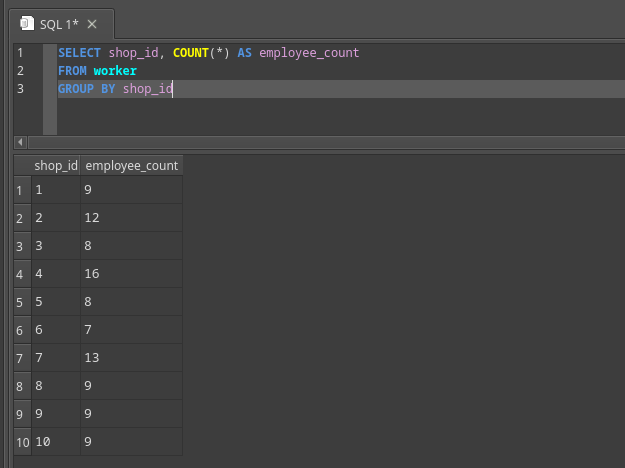 SQL 1*
1 SELECT shop_id, COUNT(*) AS employee_count
2 FROM worker
3 GROUP BY shop_id
shop_id employee_count
1 1 9
2 2 12
3 3 8
4 4 16
5 5 8
6 6 7
7 7 13
8 8 9
9 9 9
10 10 9